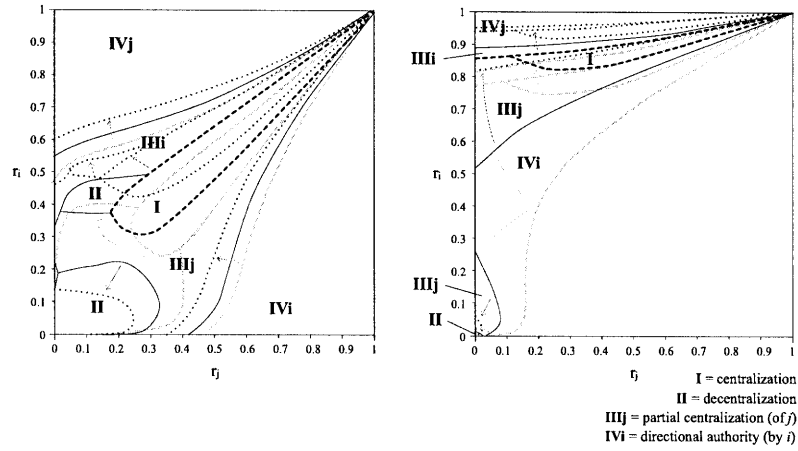 1
0.9
0.8
0.7
0.6
0.5
0.4
0.3
0.2
0.1
0
ri
0 0.1 0.2 0.3 0.4 0.5 0.6 0.7 0.8 0.9 1
rj
IVj
IIIi
II
I
IIIj
II
IVi
1
0.9
0.8
0.7
0.6
0.5
0.4
0.3
0.2
0.1
0
ri
0 0.1 0.2 0.3 0.4 0.5 0.6 0.7 0.8 0.9 1
rj
IVj
IIIi
I
IIIj
IVi
IIIj
II
I = centralization
II = decentralization
IIIj = partial centralization (of j)
IVi = directional authority (by i)